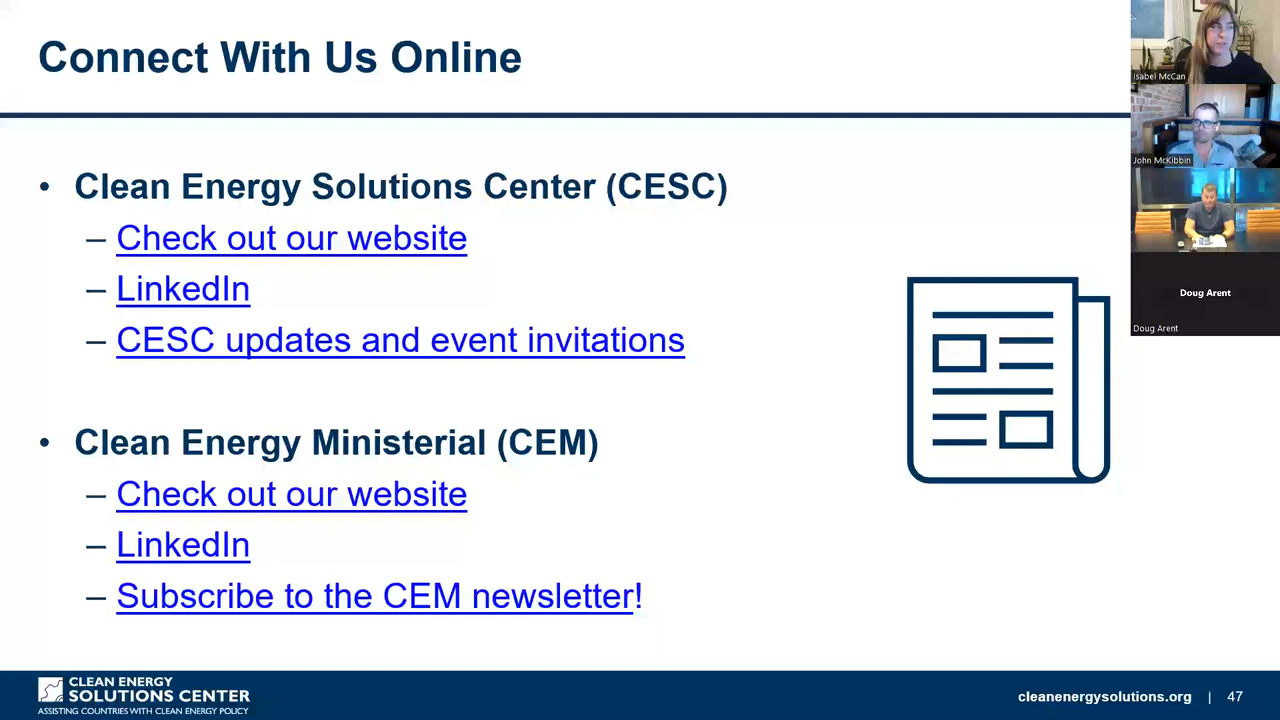 Connect With Us Online
• Clean Energy Solutions Center (CESC)
– Check out our website
– LinkedIn
– CESC updates and event invitations
• Clean Energy Ministerial (CEM)
– Check out our website
– LinkedIn
– Subscribe to the CEM newsletter!
Isabel McCan
John McKibbin
Doug Arent
Doug Arent
CLEAN ENERGY
SOLUTIONS CENTER
ASSISTING COUNTRIES WITH CLEAN ENERGY POLICY
cleanenergysolutions.org | 47